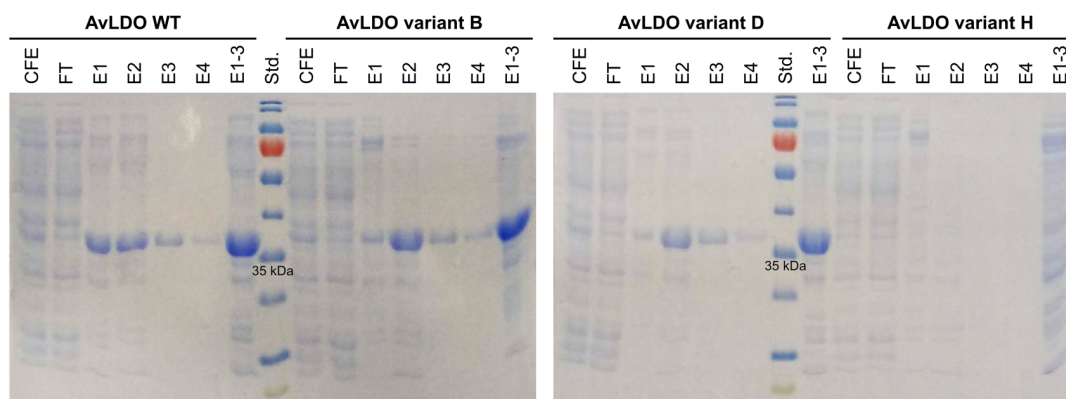 AvLDO WT AvLDO variant B AvLDO variant D AvLDO variant H
CFE FT E1 E2 E3 E4 E1-3 Std. CFE FT E1 E2 E3 E4 E1-3 CFE FT E1 E2 E3 E4 Std. E1-3 CFE FT E1 E2 E3 E4 E1-3
35 kDa 35 kDa